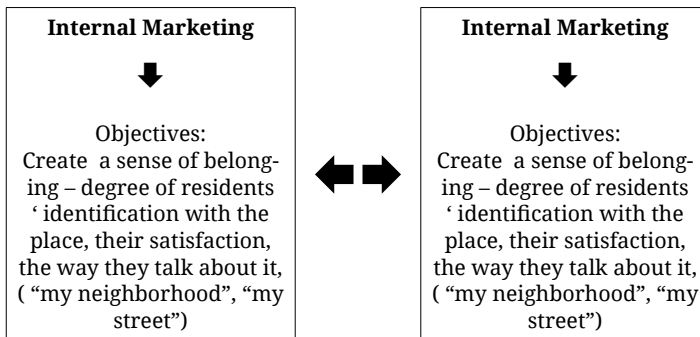 Internal Marketing
Objectives:
Create a sense of belong-
ing – degree of residents
‘ identification with the
place, their satisfaction,
the way they talk about it,
( “my neighborhood”, “my
street”)
Internal Marketing
Objectives:
Create a sense of belong-
ing – degree of residents
‘ identification with the
place, their satisfaction,
the way they talk about it,
( “my neighborhood”, “my
street”)